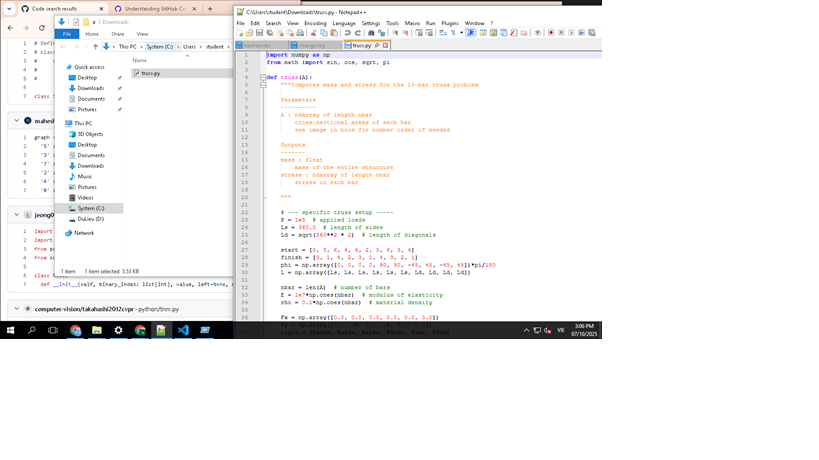 Code search results
Understanding GitHub Co
Downloads
File
Home
Share
View
This PC
System (C:)
Users
student
Name
Quick access
Desktop
Downloads
Documents
Pictures
This PC
3D Objects
Desktop
Documents
Downloads
Music
Pictures
Videos
System (C:)
DuLieu (D:)
Network
truss.py
1 item
1 item selected 3.53 KB
1 # Defin
2 # class
3 #
4 #
5 #
6
7 class S
mahesh
1 graph =
2 '5'
3 '3'
4 '7'
5 '2'
6 '4'
7 '8'
jeong0
1 Import
2 Import
3 from po
4 from su
5
6 class
7 def __init__(self, binary_index: list[int], value, left=None,
computer-vision/takahashi2012cvpr - python/tnm.py
C:\Users\student\Downloads\truss.py - Notepad++
File Edit Search View Encoding Language Settings Tools Macro Run Plugins Window ?
change.log
truss.py
1 import numpy as np
2 from math import sin, cos, sqrt, pi
3
4 def truss(A):
5 """Computes mass and stress for the 10-bar truss problem
6
7 Parameters
8 ----------
9 A : ndarray of length nbar
10 cross-sectional areas of each bar
11 see image in book for number order if needed
12
13 Outputs
14 -------
15 mass : float
16 mass of the entire structure
17 stress : ndarray of length nbar
18 stress in each bar
19
20 """
21
22 # --- specific truss setup -----
23 P = 1e5 # applied loads
24 Ls = 360.0 # length of sides
25 Ld = sqrt(360**2 * 2) # length of diagonals
26
27 start = [5, 3, 6, 4, 4, 2, 5, 6, 3, 4]
28 finish = [3, 1, 4, 2, 3, 1, 4, 3, 2, 1]
29 phi = np.array([0, 0, 0, 0, 90, 90, -45, 45, -45, 45])*pi/180
30 L = np.array([Ls, Ls, Ls, Ls, Ls, Ls, Ld, Ld, Ld, Ld])
31
32 nbar = len(A) # number of bars
33 E = 1e7*np.ones(nbar) # modulus of elasticity
34 rho = 0.1*np.ones(nbar) # material density
35
36 Fx = np.array([0.0, 0.0, 0.0, 0.0, 0.0, 0.0])
VIE
3:06 PM
07/10/2025